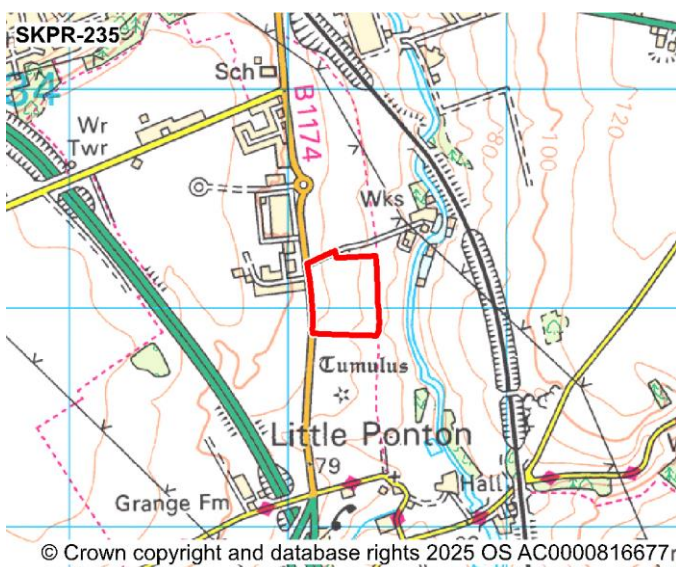 SKPR-235
Sch
34
B1174
Wr
Twr
80
100
120
Wks
Tumulus
Little Ponton
79
Hall
Grange Fm
© Crown copyright and database rights 2025 OS AC0000816677